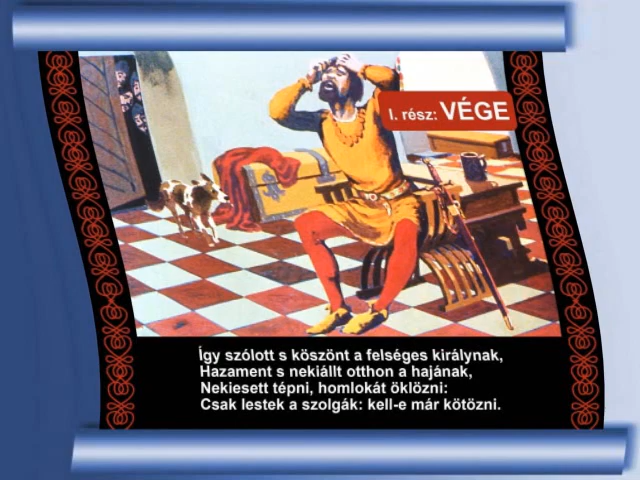 I. rész: VÉGE
Így szólott s köszönt a felséges királynak,
Hazament s nekiállt otthon a hajának,
Nekiesett tépni, homlokát öklözni:
Csak lestek a szolgák: kell-e már kötözni.